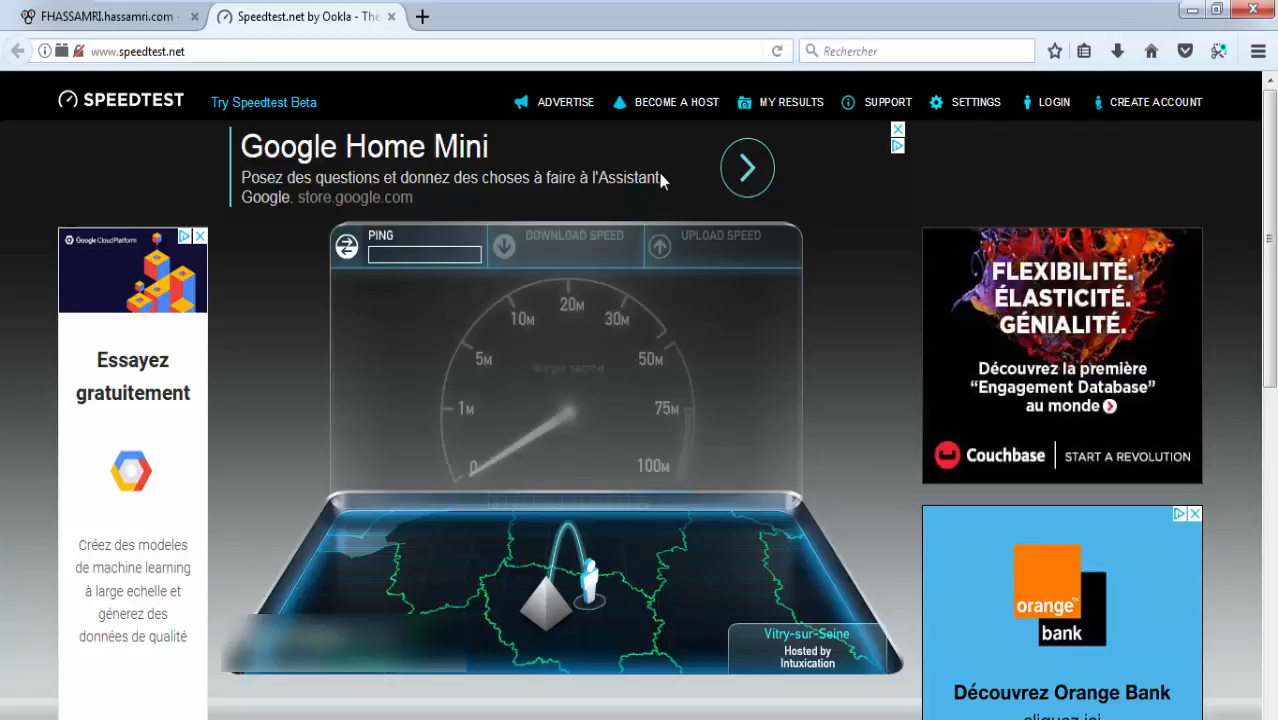 FHASSAMRI.hassamri.com
Speedtest.net by Ookla - The
www.speedtest.net
Rechercher
SPEEDTEST
Try Speedtest Beta
ADVERTISE
BECOME A HOST
MY RESULTS
SUPPORT
SETTINGS
LOGIN
CREATE ACCOUNT
Google Home Mini
Posez des questions et donnez des choses à faire à l'Assistant
Google. store.google.com
PING
DOWNLOAD SPEED
UPLOAD SPEED
0
1M
5M
10M
20M
30M
50M
75M
100M
Vitry-sur-Seine
Hosted by
Intuxication
Google Cloud Platform
Essayez
gratuitement
Créez des modeles
de machine learning
à large echelle et
génerez des
données de qualité
FLEXIBILITÉ.
ÉLASTICITÉ.
GÉNIALITÉ.
Découvrez la première
“Engagement Database”
au monde
Couchbase
START A REVOLUTION
orange™
bank
Découvrez Orange Bank
cliquez ici